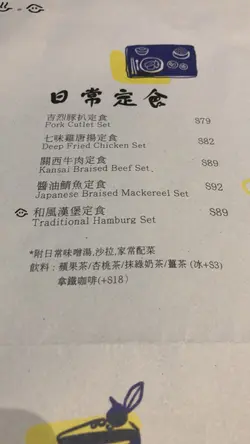 日常定食
吉烈豚扒定食
Pork Cutlet Set
$79
七味雞唐揚定食
Deep Fried Chicken Set
$82
關西牛肉定食
Kansai Braised Beef Set
$89
醬油鯖魚定食
Japanese Braised Mackereel Set
$92
和風漢堡定食
Traditional Hamburg Set
$89
*附日常味噌湯,沙拉,家常配菜
飲料：蘋果茶/杏桃茶/抹綠奶茶/薑茶 (冰+$3)
拿鐵咖啡(+$18)